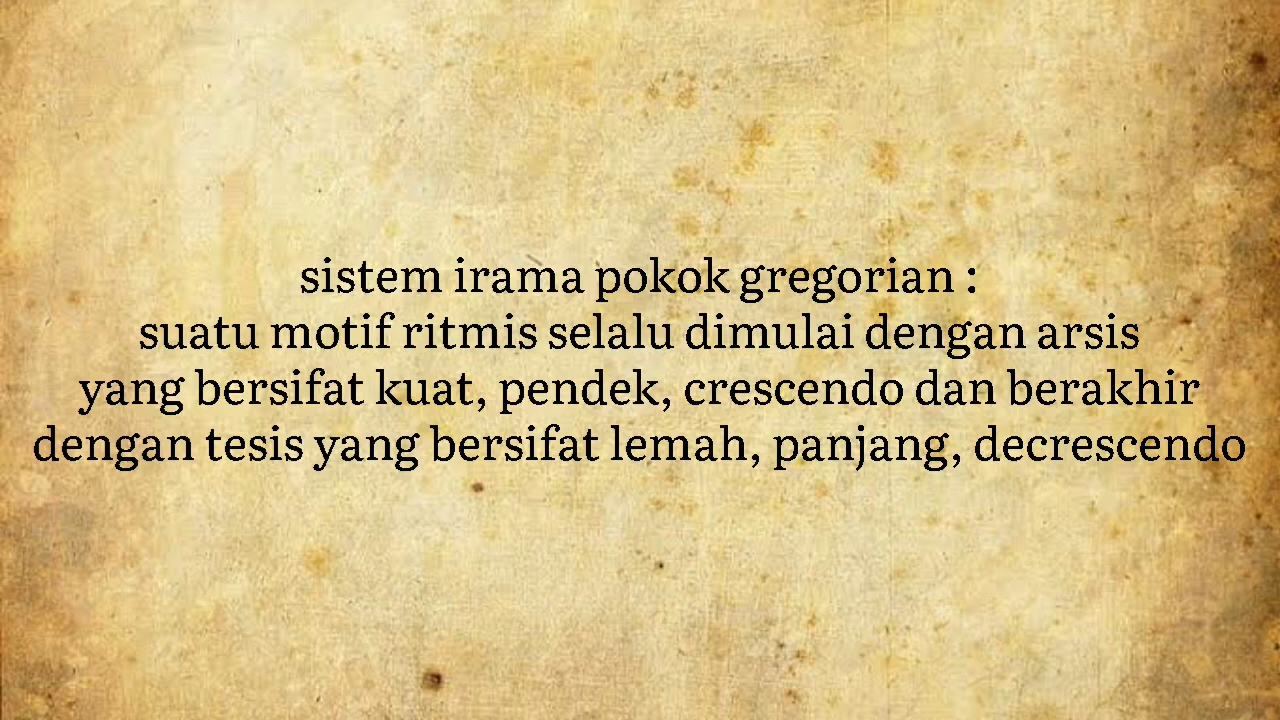 sistem irama pokok gregorian :
suatu motif ritmis selalu dimulai dengan arsis
yang bersifat kuat, pendek, crescendo dan berakhir
dengan tesis yang bersifat lemah, panjang, decrescendo